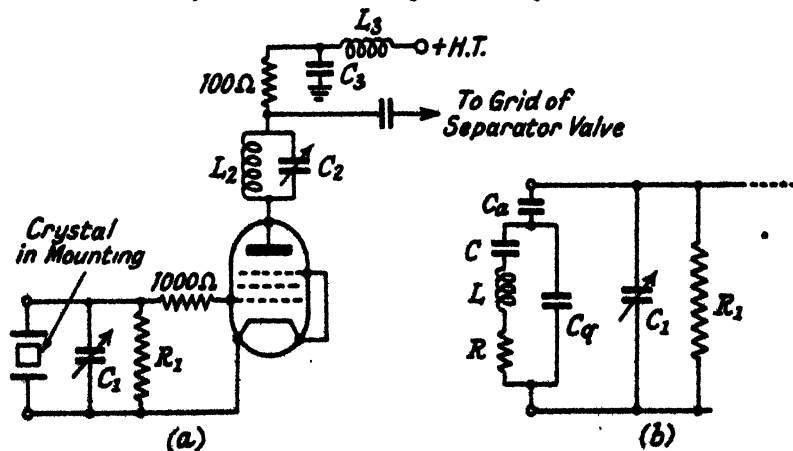 L3
+H.T.
C3
100Ω
To Grid of
Separator Valve
L2
C2
Crystal
in Mounting
1000Ω
C1
R1
(a)
Ca
C
L
R
Cq
C1
R1
(b)